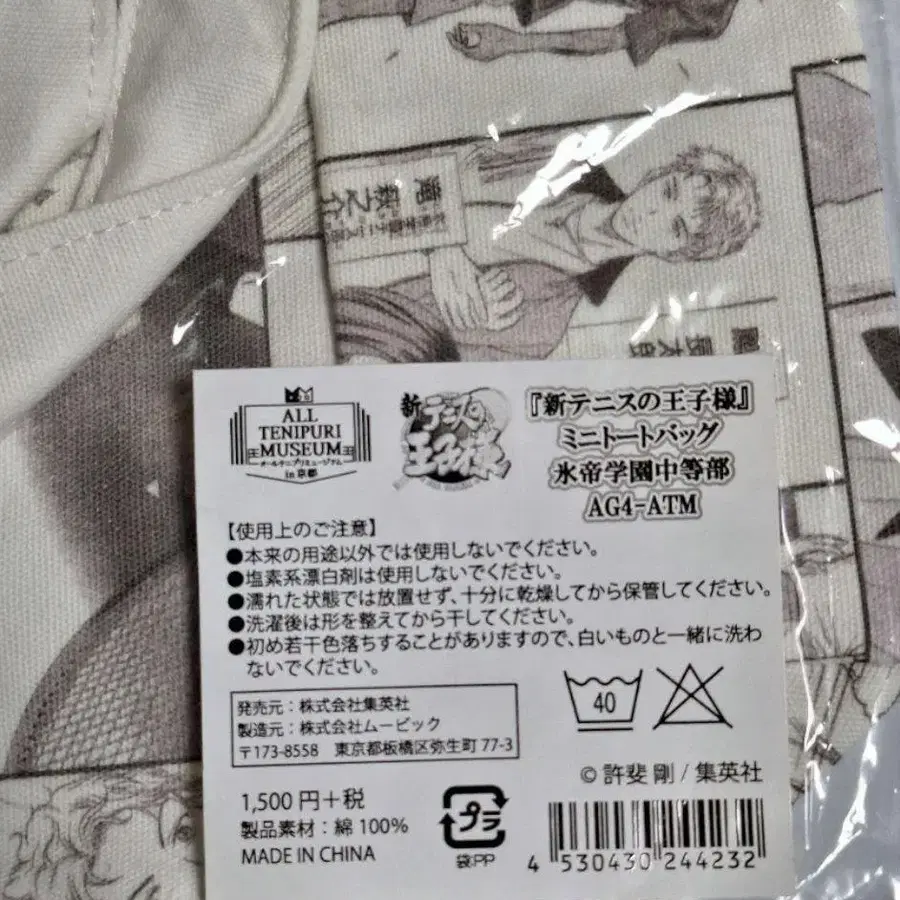 萩之介
長太郎
ALL
TENIPURI
MUSEUM
オールテニプリミュージアム
in 京都
新テニスの
王子様
『新テニスの王子様』
ミニトートバッグ
氷帝学園中等部
AG4-ATM
【使用上のご注意】
●本来の用途以外では使用しないでください。
●塩素系漂白剤は使用しないでください。
●濡れた状態では放置せず、十分に乾燥してから保管してください。
●洗濯後は形を整えてから干してください。
●初め若干色落ちすることがありますので、白いものと一緒に洗わ
ないでください。
発売元：株式会社集英社
製造元：株式会社ムービック
〒173-8558 東京都板橋区弥生町77-3
40
© 許斐 剛 / 集英社
1,500円+税
製品素材：綿100%
MADE IN CHINA
プラ
袋PP
4 530430 244232